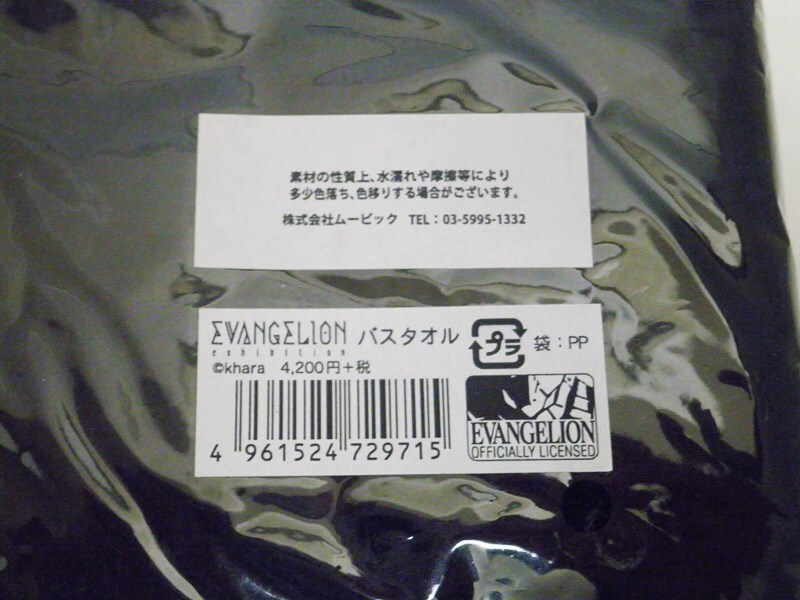 素材の性質上、水濡れや摩擦等により
多少色落ち、色移りする場合がございます。
株式会社ムービック TEL：03-5995-1332
EVANGELION バスタオル
exhibition
プラ 袋：PP
©khara 4,200円+税
4 961524 729715
EVANGELION
OFFICIALLY LICENSED